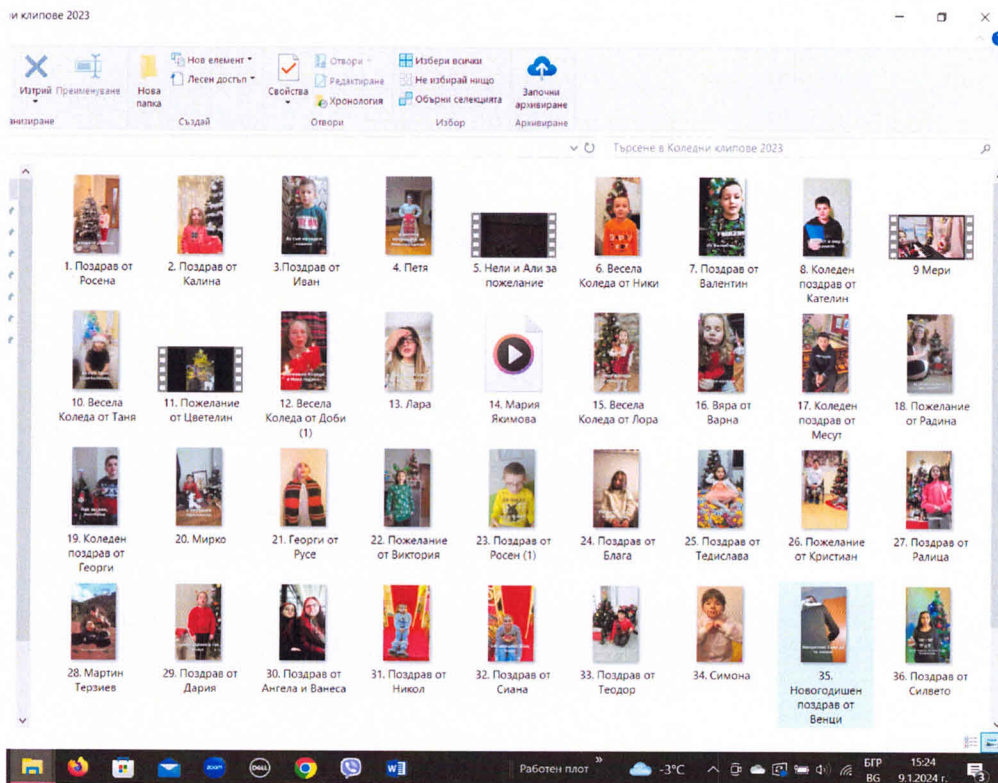 ни клипове 2023
Изтрий
Преименуване
Нова
папка
Нов елемент
Лесен достъп
Свойства
Отвори
Редактиране
Хронология
Избери всички
Не избирай нищо
Обърни селекцията
Започни
архивиране
анизиране
Създай
Отвори
Избор
Архивиране
Търсене в Коледни клипове 2023
1. Поздрав от
Росена
2. Поздрав от
Калина
3.Поздрав от
Иван
4. Петя
5. Нели и Али за
пожелание
6. Весела
Коледа от Ники
7. Поздрав от
Валентин
8. Коледен
поздрав от
Кателин
9 Мери
10. Весела
Коледа от Таня
11. Пожелание
от Цветелин
12. Весела
Коледа от Доби
(1)
13. Лара
14. Мария
Якимова
15. Весела
Коледа от Лора
16. Вяра от
Варна
17. Коледен
поздрав от
Месут
18. Пожелание
от Радина
19. Коледен
поздрав от
Георги
20. Мирко
21. Георги от
Русе
22. Пожелание
от Виктория
23. Поздрав от
Росен (1)
24. Поздрав от
Блага
25. Поздрав от
Тедислава
26. Пожелание
от Кристиан
27. Поздрав от
Ралица
28. Мартин
Терзиев
29. Поздрав от
Дария
30. Поздрав от
Ангела и Ванеса
31. Поздрав от
Никол
32. Поздрав от
Сиана
33. Поздрав от
Теодор
34. Симона
35.
Новогодишен
поздрав от
Венци
36. Поздрав от
Силвето
zoom
DELL
W
Работен плот
-3°C
БГР
BG
15:24
3